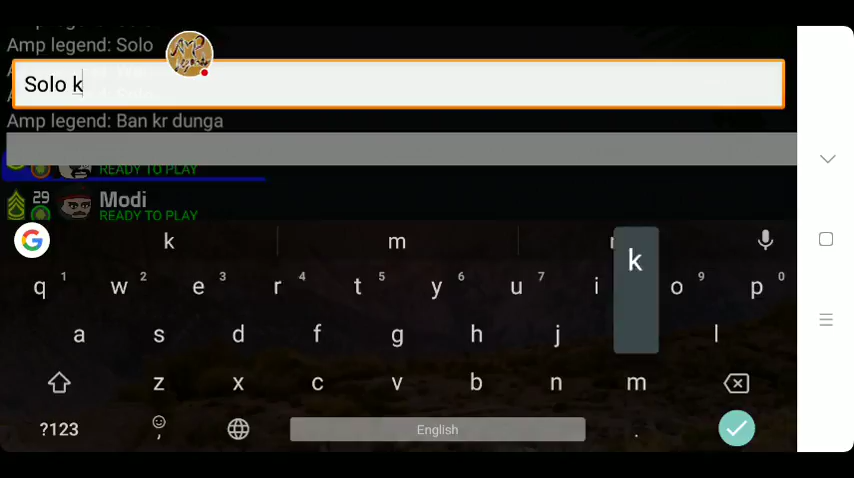 Amp legend: Solo
Solo k
Amp legend: Ban kr dunga
READY TO PLAY
29 Modi
READY TO PLAY
k m
k
q 1 w 2 e 3 r 4 t 5 y 6 u 7 i o 9 p 0
a s d f g h j l
z x c v b n m
?123 , English .